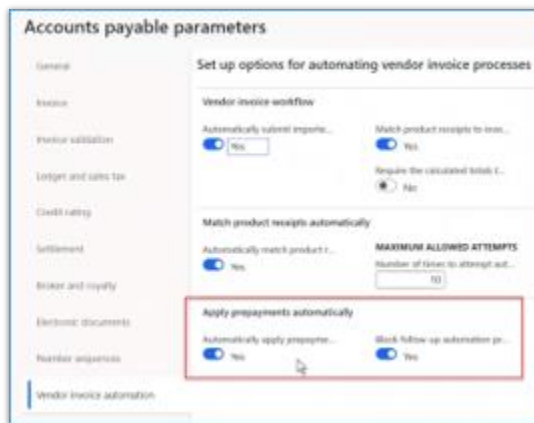 Accounts payable parameters
General
Invoice
Invoice validation
Ledger and sales tax
Credit rating
Settlement
Broker and royalty
Electronic documents
Number sequences
Vendor invoice automation
Set up options for automating vendor invoice processes
Vendor invoice workflow
Automatically submit importe...
Yes
Match product receipts to invo...
Yes
Require the calculated totals t...
No
Match product receipts automatically
Automatically match product r...
Yes
MAXIMUM ALLOWED ATTEMPTS
Number of times to attempt aut...
10
Apply prepayments automatically
Automatically apply prepayme...
Yes
Block follow-up automation pr...
Yes